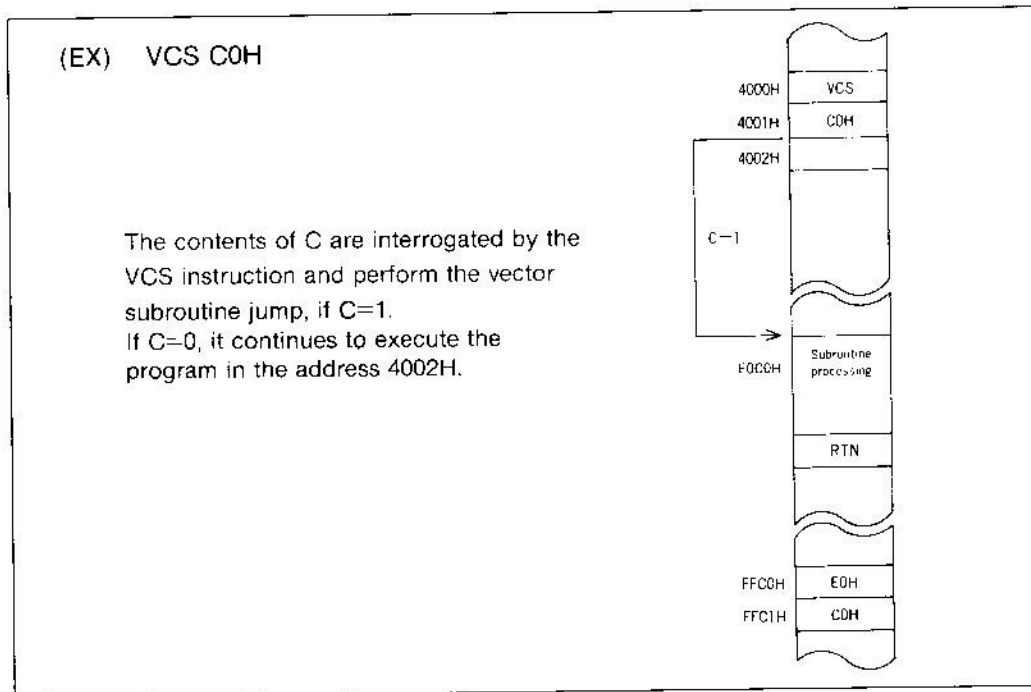 (EX) VCS C0H
4000H VCS
4001H C0H
4002H
The contents of C are interrogated by the
VCS instruction and perform the vector
subroutine jump, if C=1.
If C=0, it continues to execute the
program in the address 4002H.
C=1
E0C0H
Subroutine
processing
RTN
FFC0H E0H
FFC1H C0H